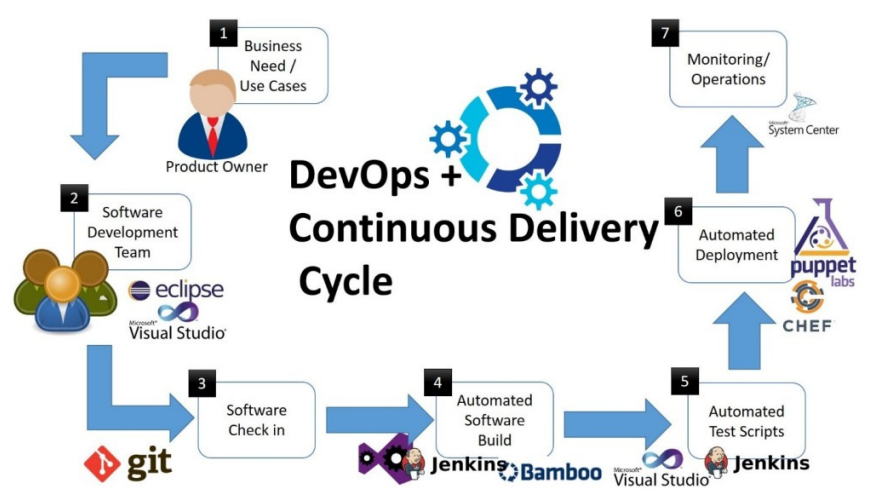 1
Business
Need /
Use Cases
Product Owner
2
Software
Development
Team
eclipse
Microsoft®
Visual Studio
3
Software
Check in
git
4
Automated
Software
Build
Jenkins
Bamboo
5
Automated
Test Scripts
Microsoft®
Visual Studio
Jenkins
6
Automated
Deployment
puppet
labs
CHEF
7
Monitoring/
Operations
Microsoft
System Center
DevOps +
Continuous Delivery
Cycle